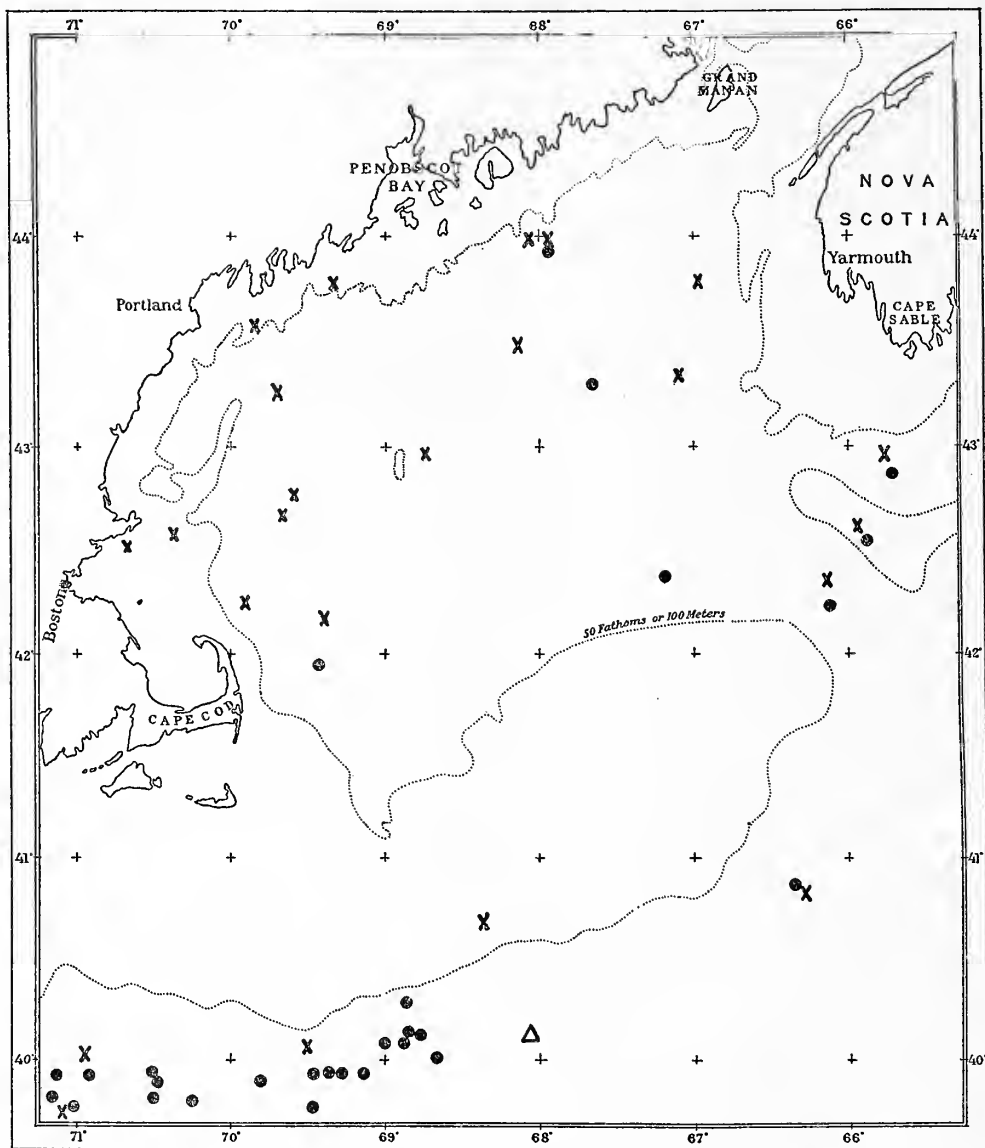 71° 70° 69° 68° 67° 66°
GRAND
MANAN
PENOBSCOT
BAY
NOVA
SCOTIA
44° 44°
Yarmouth
Portland
CAPE
SABLE
43° 43°
Boston
50 Fathoms or 100 Meters
42° 42°
CAPE COD
41° 41°
40° 40°
71° 70° 69° 68° 67° 66°